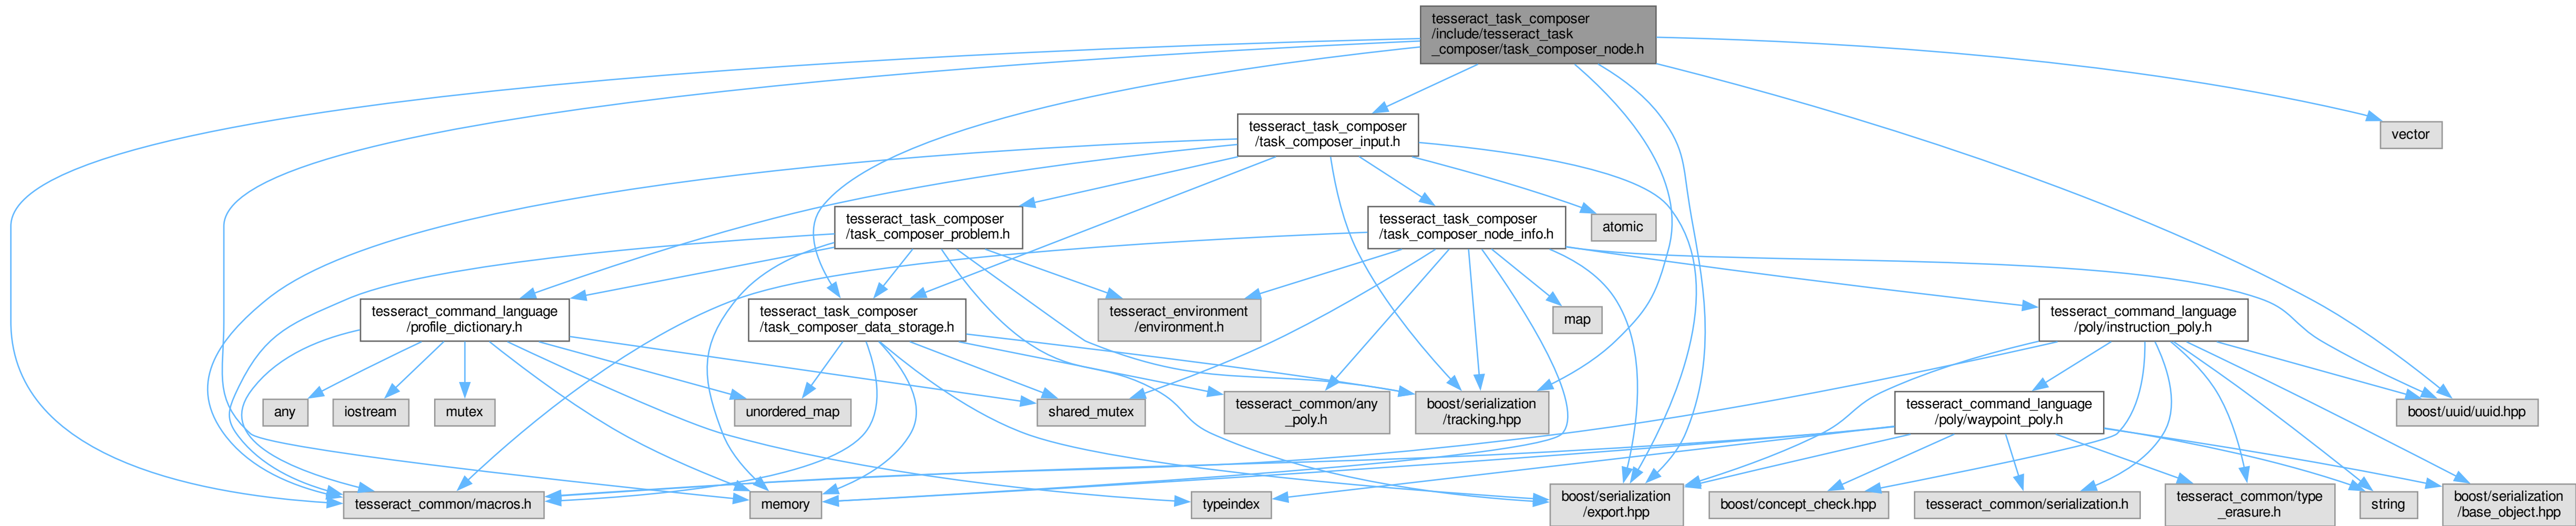 tesseract_task_composer
/include/tesseract_task
_composer/task_composer_node.h
tesseract_task_composer
/task_composer_input.h
vector
tesseract_task_composer
/task_composer_problem.h
tesseract_task_composer
/task_composer_node_info.h
atomic
tesseract_command_language
/profile_dictionary.h
tesseract_task_composer
/task_composer_data_storage.h
tesseract_environment
/environment.h
map
tesseract_command_language
/poly/instruction_poly.h
any
iostream
mutex
unordered_map
shared_mutex
tesseract_common/any
_poly.h
boost/serialization
/tracking.hpp
tesseract_command_language
/poly/waypoint_poly.h
boost/uuid/uuid.hpp
tesseract_common/macros.h
memory
typeindex
boost/serialization
/export.hpp
boost/concept_check.hpp
tesseract_common/serialization.h
tesseract_common/type
_erasure.h
string
boost/serialization
/base_object.hpp